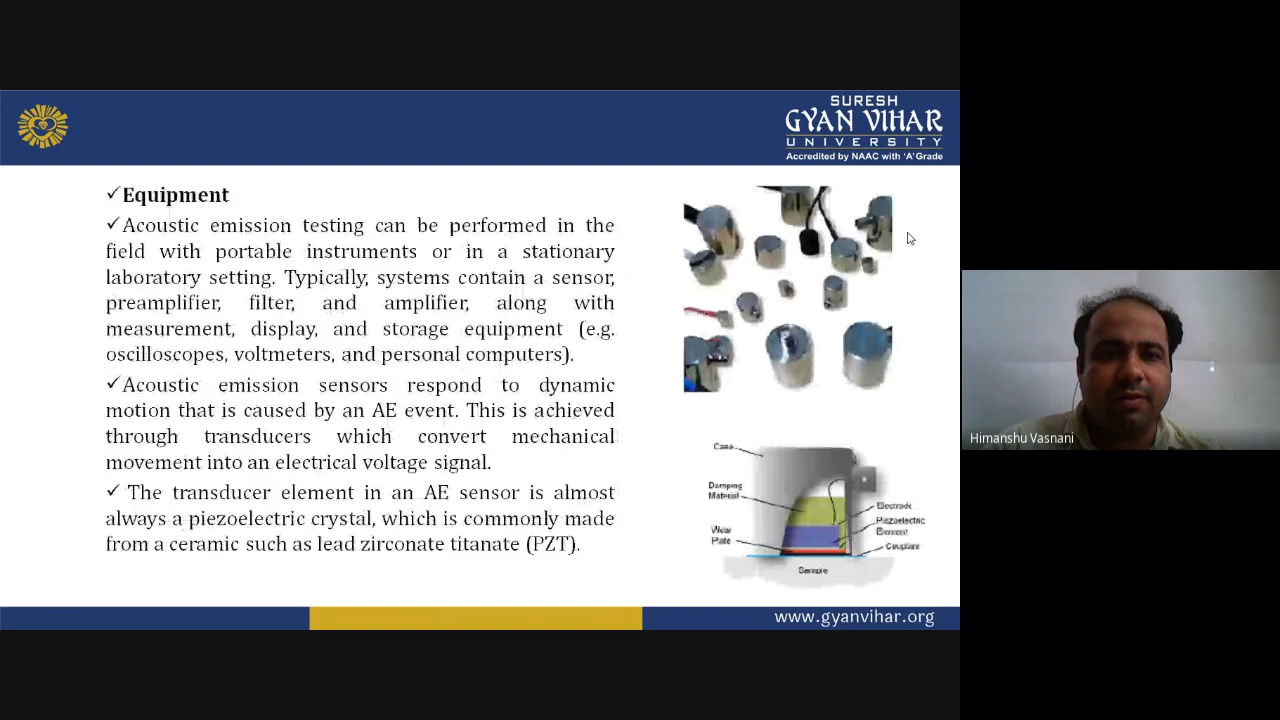 SURESH
GYAN VIHAR
UNIVERSITY
Accredited by NAAC with 'A' Grade
✓Equipment
✓Acoustic emission testing can be performed in the
field with portable instruments or in a stationary
laboratory setting. Typically, systems contain a sensor,
preamplifier, filter, and amplifier, along with
measurement, display, and storage equipment (e.g.
oscilloscopes, voltmeters, and personal computers).
✓Acoustic emission sensors respond to dynamic
motion that is caused by an AE event. This is achieved
through transducers which convert mechanical
movement into an electrical voltage signal.
✓ The transducer element in an AE sensor is almost
always a piezoelectric crystal, which is commonly made
from a ceramic such as lead zirconate titanate (PZT).
Case
Damping
Material
Wear
Plate
Electrode
Piezoelectric
Element
Couplant
Sample
www.gyanvihar.org
Himanshu Vasnani